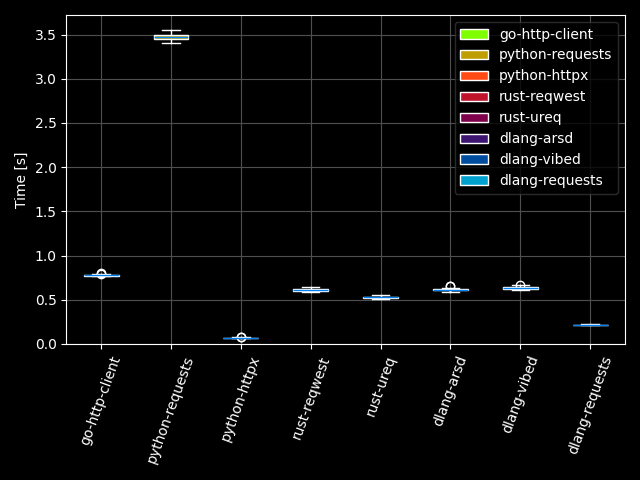 Time [s]
3.5
3.0
2.5
2.0
1.5
1.0
0.5
0.0
go-http-client
python-requests
python-httpx
rust-reqwest
rust-ureq
dlang-arsd
dlang-vibed
dlang-requests
go-http-client
python-requests
python-httpx
rust-reqwest
rust-ureq
dlang-arsd
dlang-vibed
dlang-requests